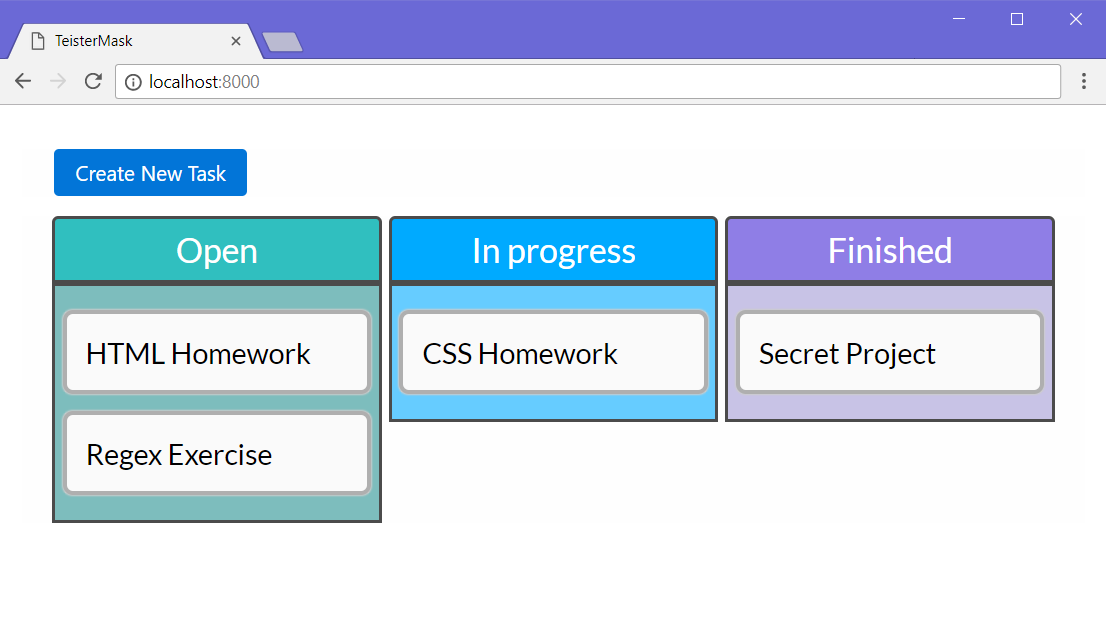 TeisterMask
localhost:8000
Create New Task
Open
In progress
Finished
HTML Homework
CSS Homework
Secret Project
Regex Exercise